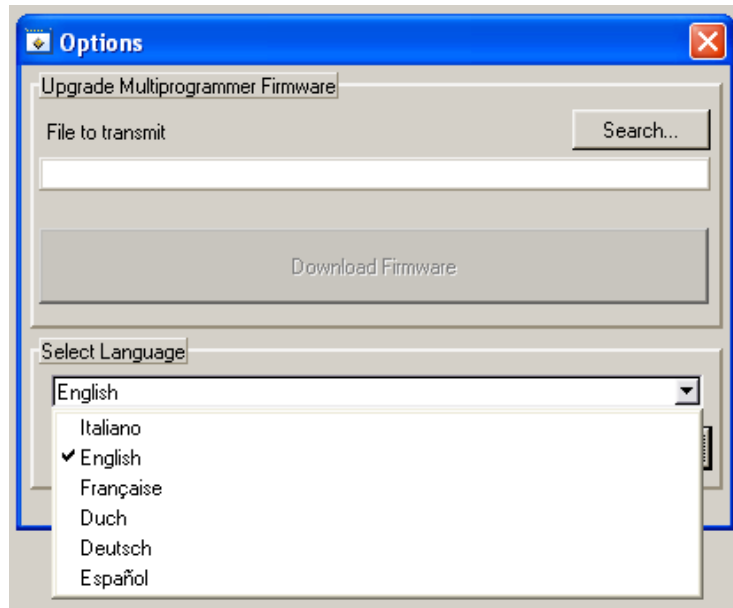 Options
Upgrade Multiprogrammer Firmware
File to transmit
Search...
Download Firmware
Select Language
English
Italiano
English
Française
Duch
Deutsch
Español